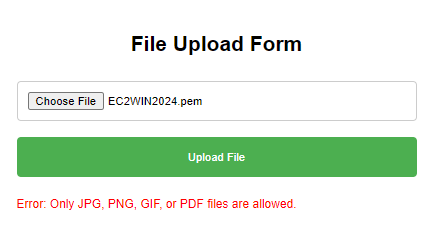 File Upload Form
Choose File EC2WIN2024.pem
Upload File
Error: Only JPG, PNG, GIF, or PDF files are allowed.